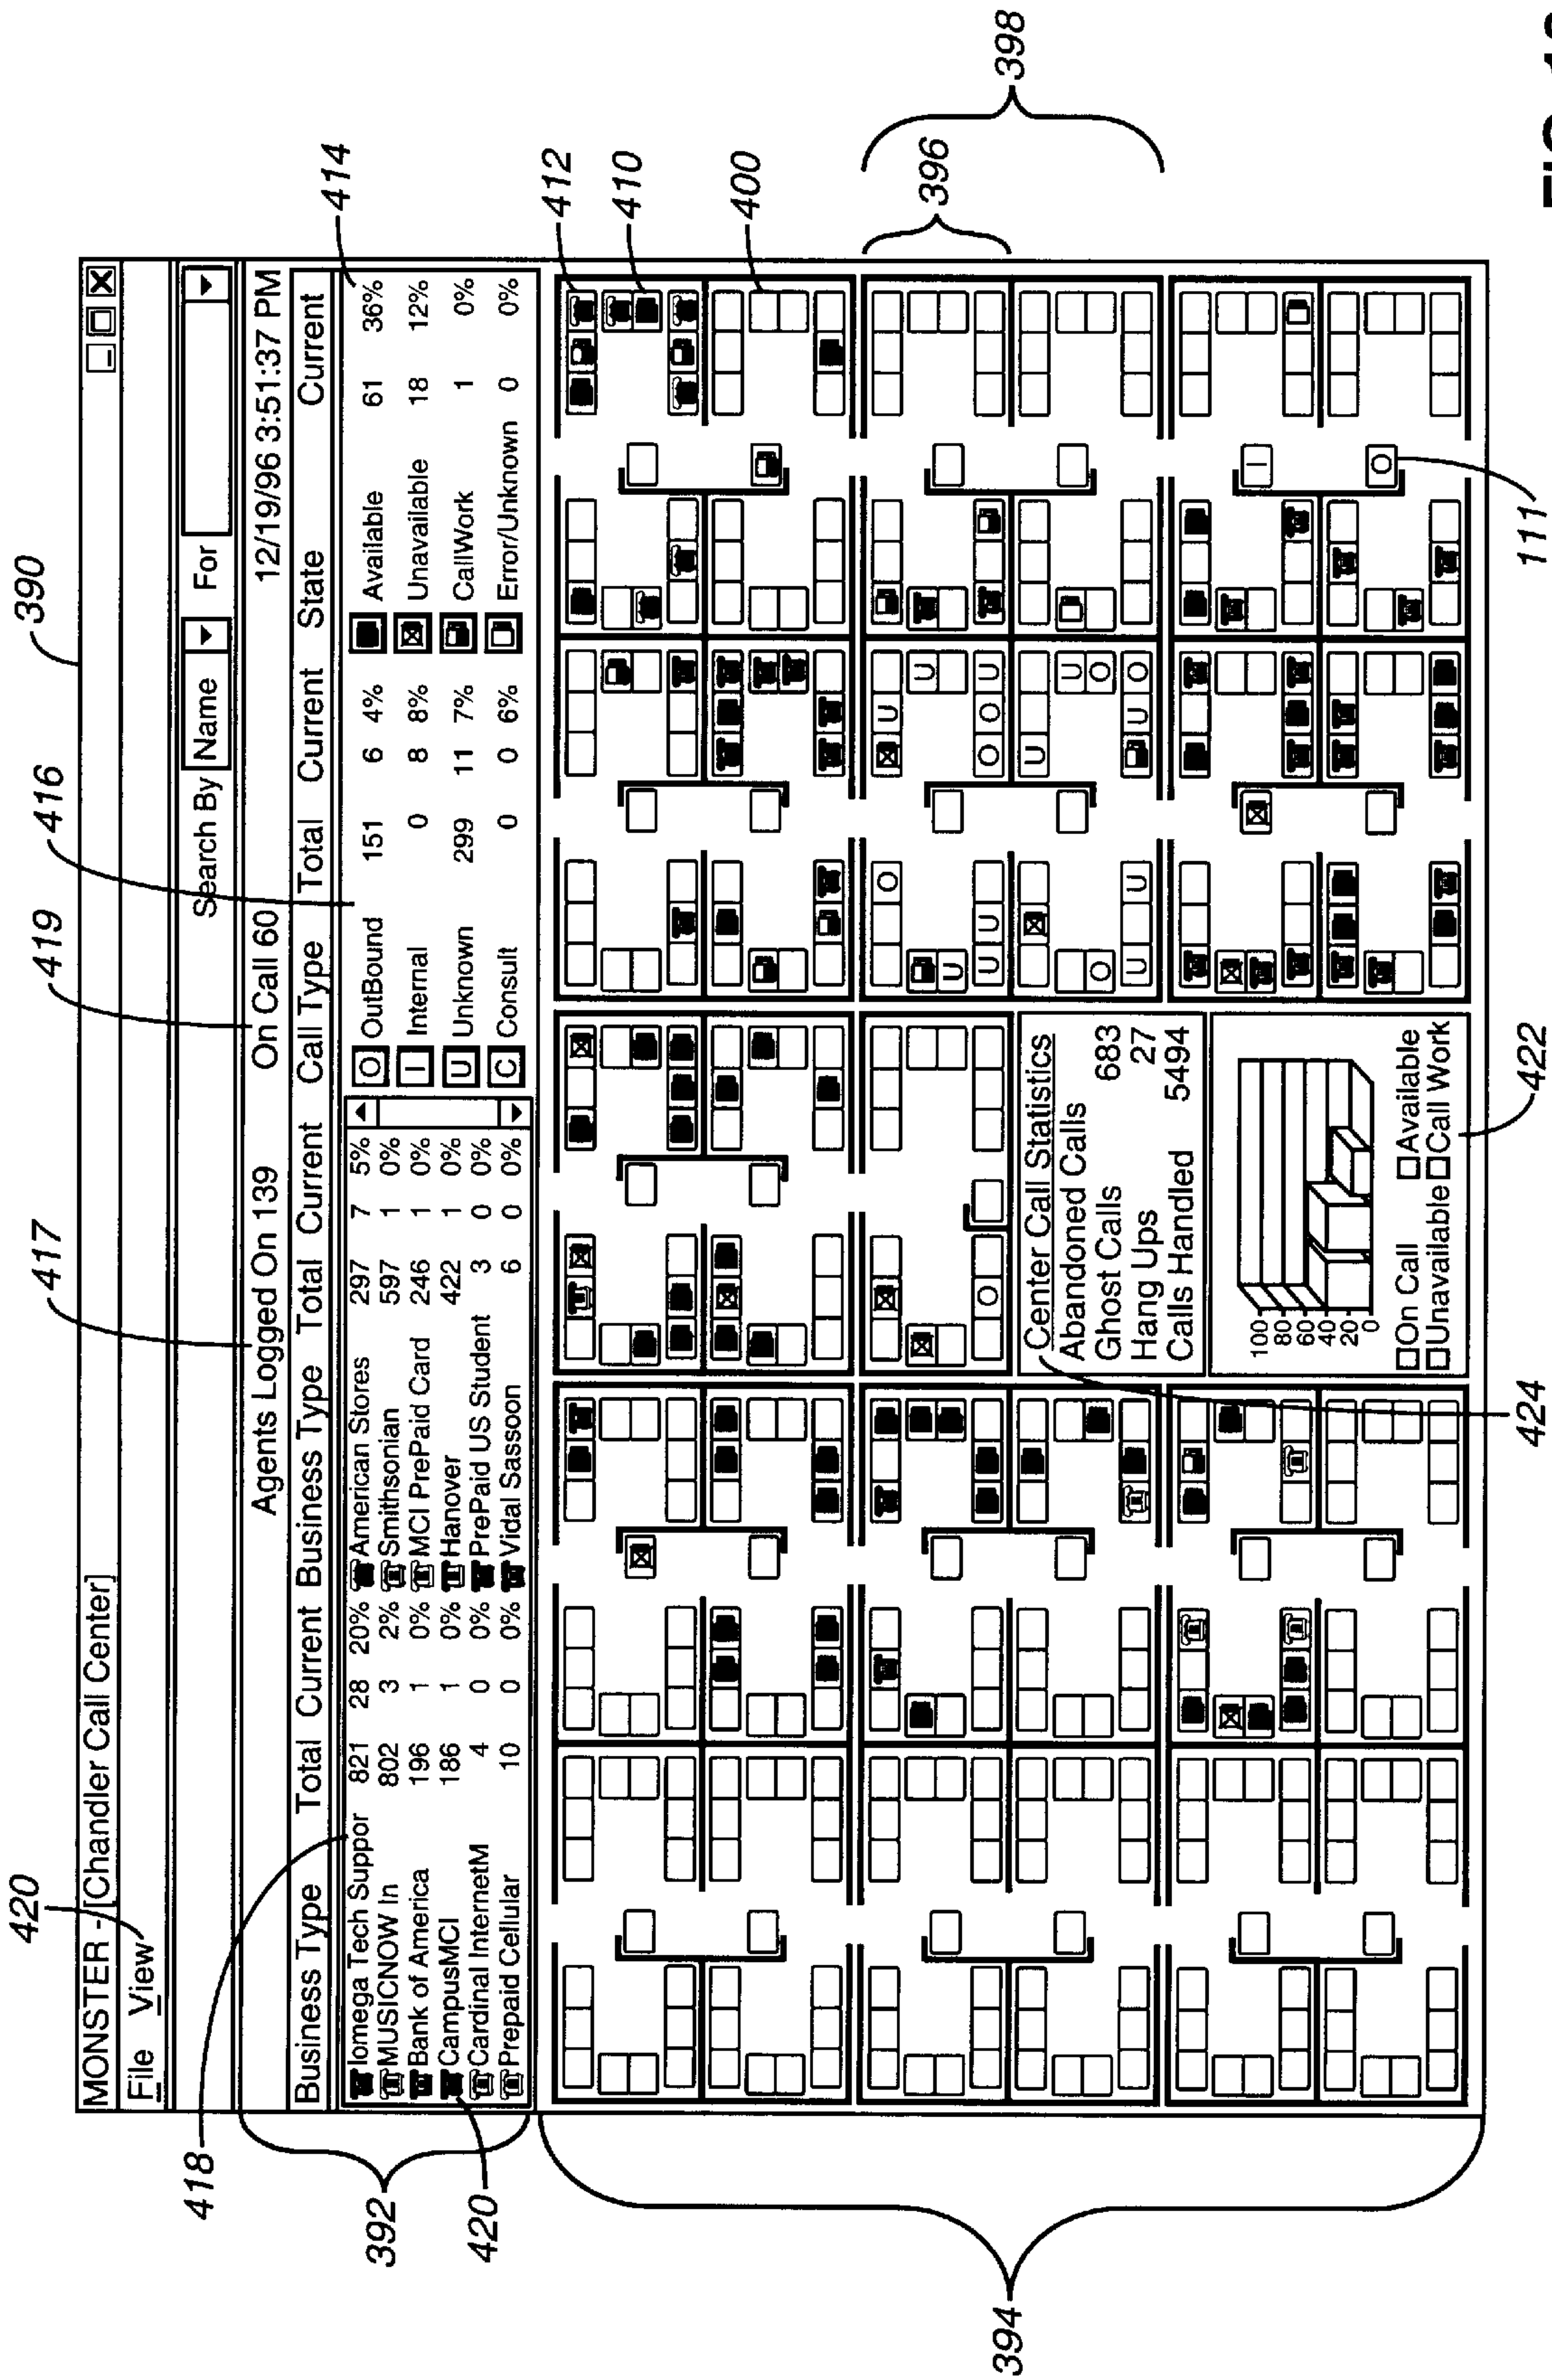 390
420
417
419
416
MONSTER - [Chandler Call Center]
File View
Search By Name For
Agents Logged On 139 On Call 60 12/19/96 3:51:37 PM
Business Type Total Current Business Type Total Current Call Type Total Current State Current
Iomega Tech Suppor 821 28 20% American Stores 297 7 5% O OutBound 151 6 4% Available 61 36%
MUSICNOW In 802 3 2% Smithsonian 597 1 0% I Internal 0 8 8% Unavailable 18 12%
Bank of America 196 1 0% MCI PrePaid Card 246 1 0% U Unknown 299 11 7% CallWork 1 0%
CampusMCI 186 1 0% Hanover 422 1 0% C Consult 0 0 6% Error/Unknown 0 0%
Cardinal InternetM 4 0 0% PrePaid US Student 3 0 0%
Prepaid Cellular 10 0 0% Vidal Sassoon 6 0 0%
418
392
420
414
412
410
400
396
398
394
O U U
U U
U U O O U
U
O U O
U U U O
O
I
O
Center Call Statistics
Abandoned Calls
Ghost Calls 683
Hang Ups 27
Calls Handled 5494
100
80
60
40
20
0
On Call Available
Unavailable Call Work
424
422
111
FIG.